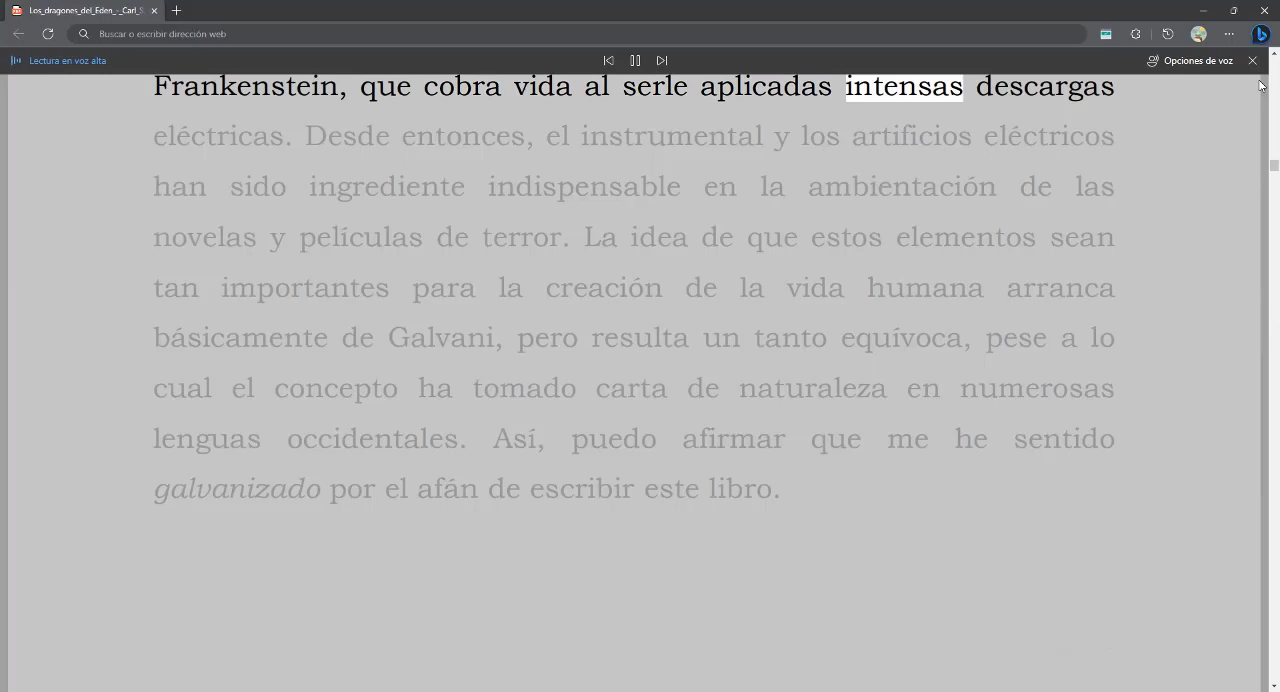 Los_dragones_del_Eden_-_Carl_S
Buscar o escribir dirección web
Lectura en voz alta
Opciones de voz
Frankenstein, que cobra vida al serle aplicadas intensas descargas
eléctricas. Desde entonces, el instrumental y los artificios eléctricos
han sido ingrediente indispensable en la ambientación de las
novelas y películas de terror. La idea de que estos elementos sean
tan importantes para la creación de la vida humana arranca
básicamente de Galvani, pero resulta un tanto equívoca, pese a lo
cual el concepto ha tomado carta de naturaleza en numerosas
lenguas occidentales. Así, puedo afirmar que me he sentido
galvanizado por el afán de escribir este libro.